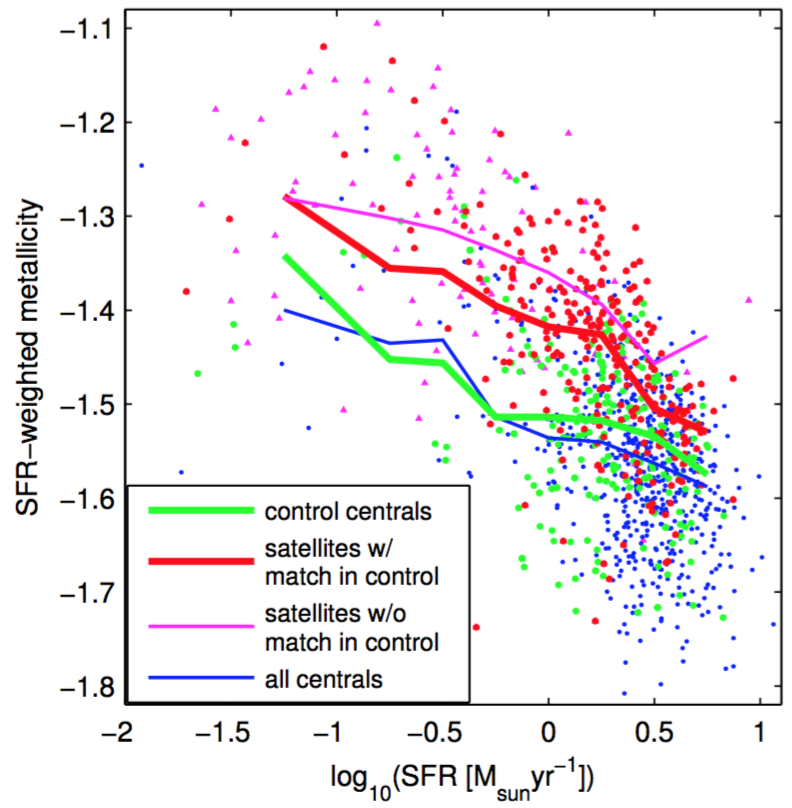 −1.1
−1.2
−1.3
−1.4
−1.5
−1.6
−1.7
−1.8
SFR−weighted metallicity
control centrals
satellites w/
match in control
satellites w/o
match in control
all centrals
−2 −1.5 −1 −0.5 0 0.5 1
log10(SFR [Msunyr−1])